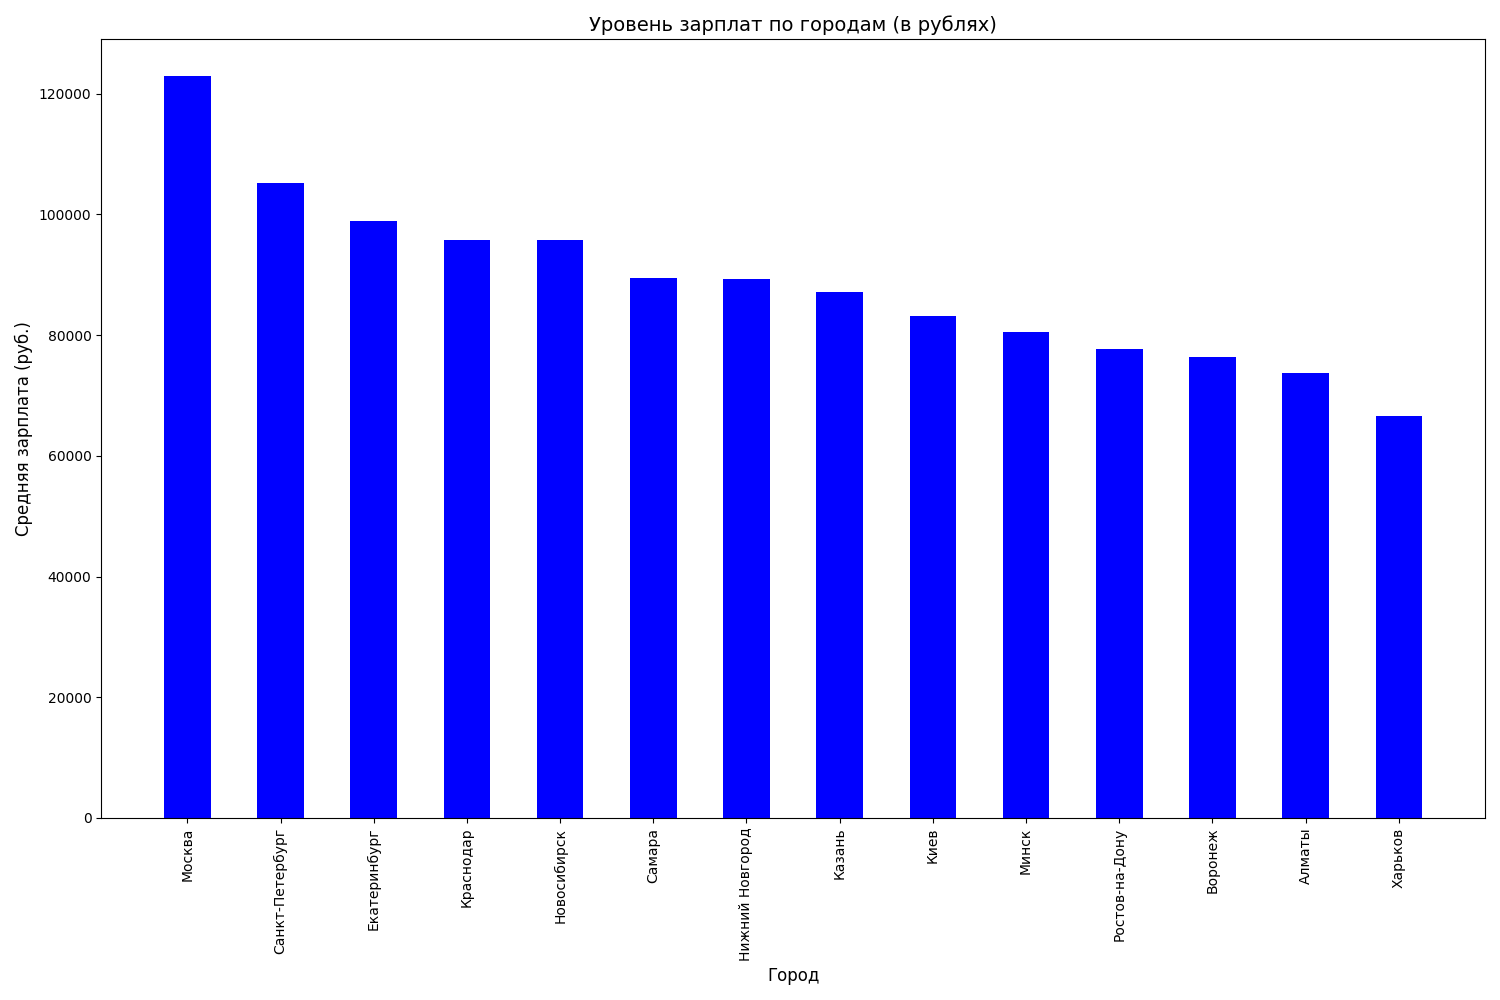 Уровень зарплат по городам (в рублях)
Средняя зарплата (руб.)
120000
100000
80000
60000
40000
20000
0
Москва
Санкт-Петербург
Екатеринбург
Краснодар
Новосибирск
Самара
Нижний Новгород
Казань
Киев
Минск
Ростов-на-Дону
Воронеж
Алматы
Харьков
Город